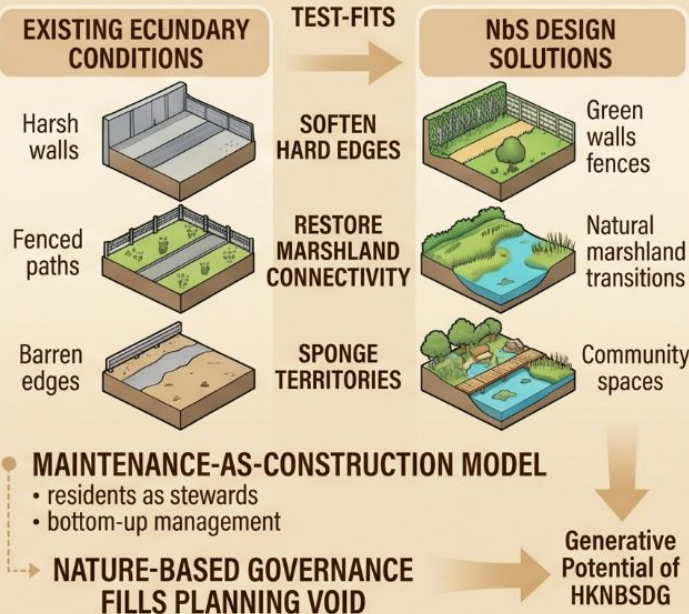 EXISTING ECUNDARY
CONDITIONS
TEST-FITS
NbS DESIGN
SOLUTIONS
Harsh
walls
SOFTEN
HARD EDGES
Green
walls
fences
Fenced
paths
RESTORE
MARSHLAND
CONNECTIVITY
Natural
marshland
transitions
Barren
edges
SPONGE
TERRITORIES
Community
spaces
MAINTENANCE-AS-CONSTRUCTION MODEL
• residents as stewards
• bottom-up management
NATURE-BASED GOVERNANCE
FILLS PLANNING VOID
Generative
Potential of
HKNBSDG